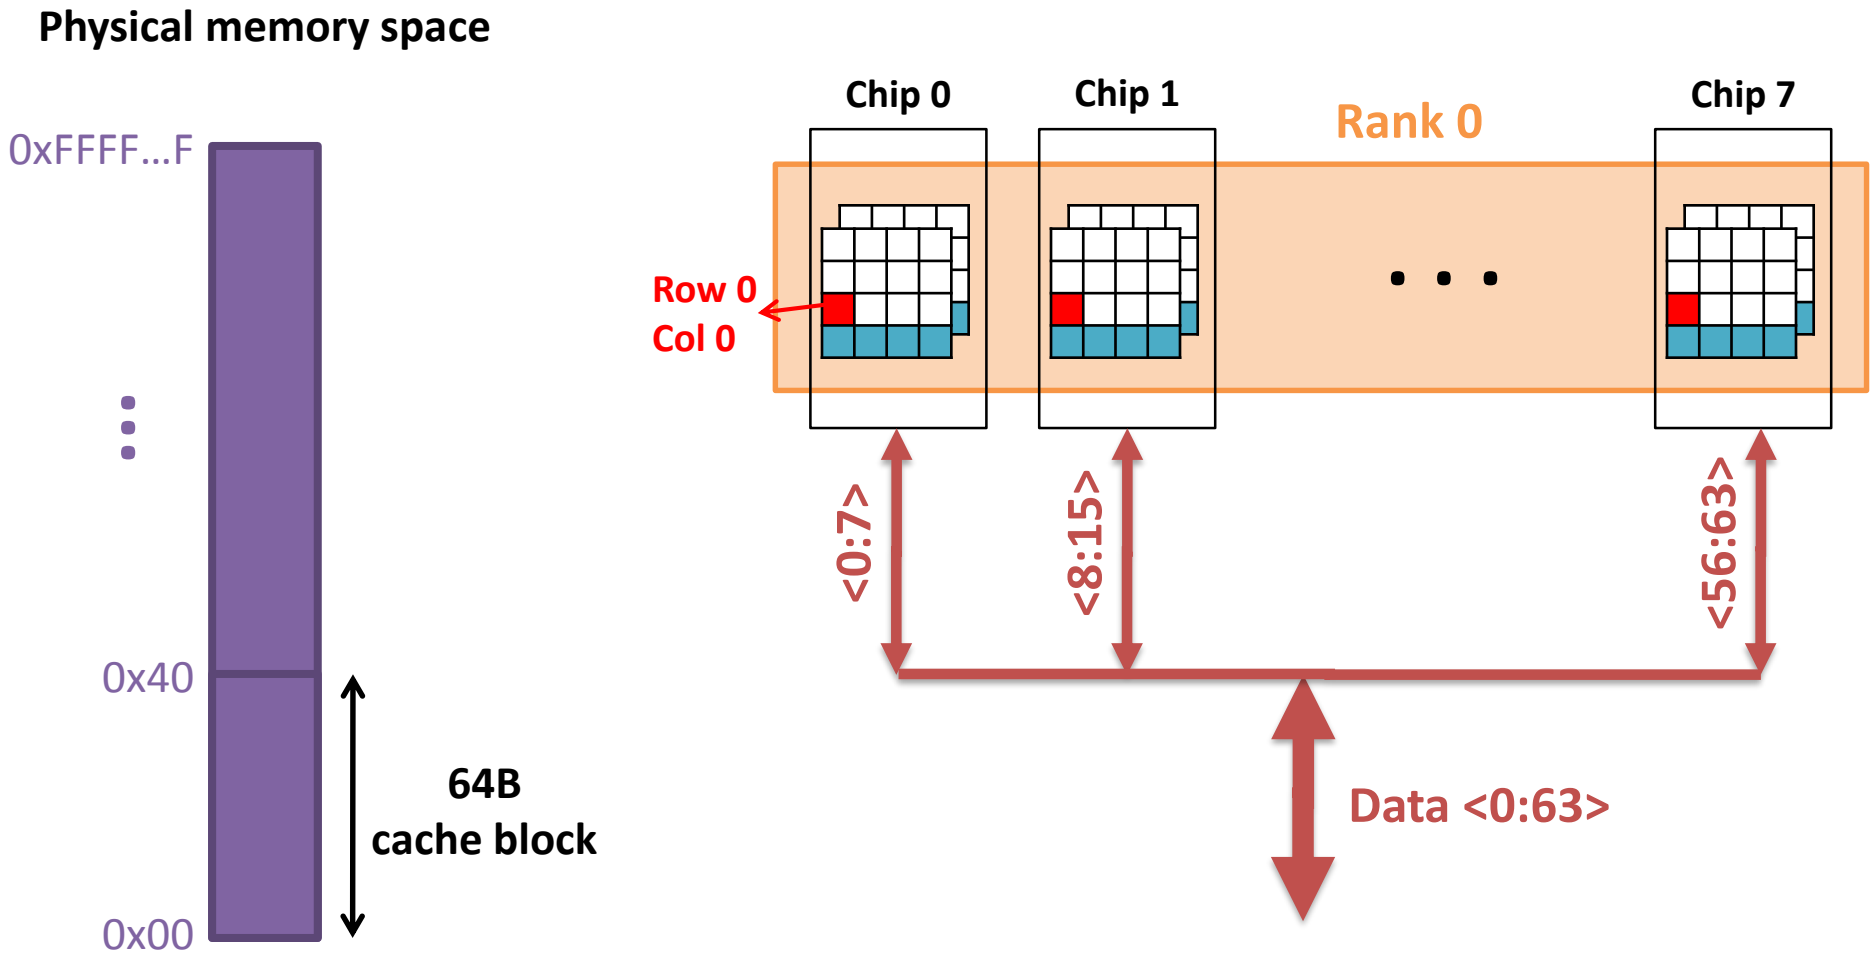 Physical memory space
0xFFFF...F
0x40
0x00
64B
cache block
Chip 0
Chip 1
Rank 0
Chip 7
Row 0
Col 0
. . .
<0:7>
<8:15>
<56:63>
Data <0:63>